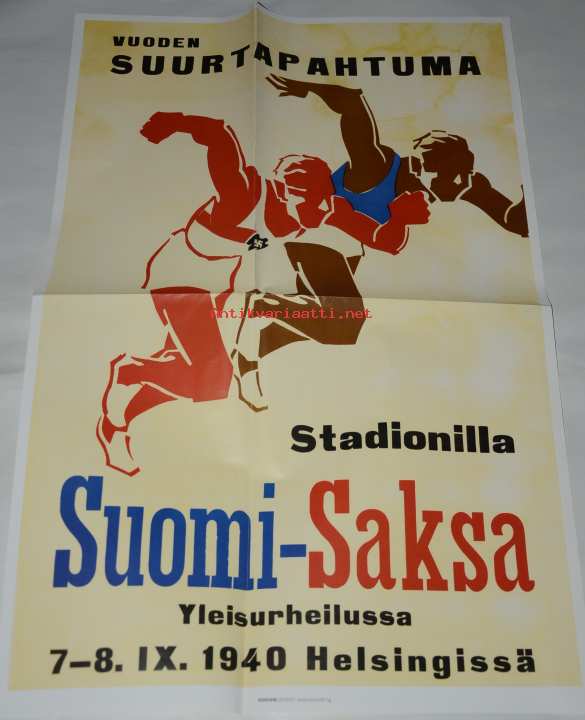 VUODEN
SUURTAPAHTUMA
antikvariaatti.net
Stadionilla
Suomi-Saksa
Yleisurheilussa
7–8. IX. 1940 Helsingissä